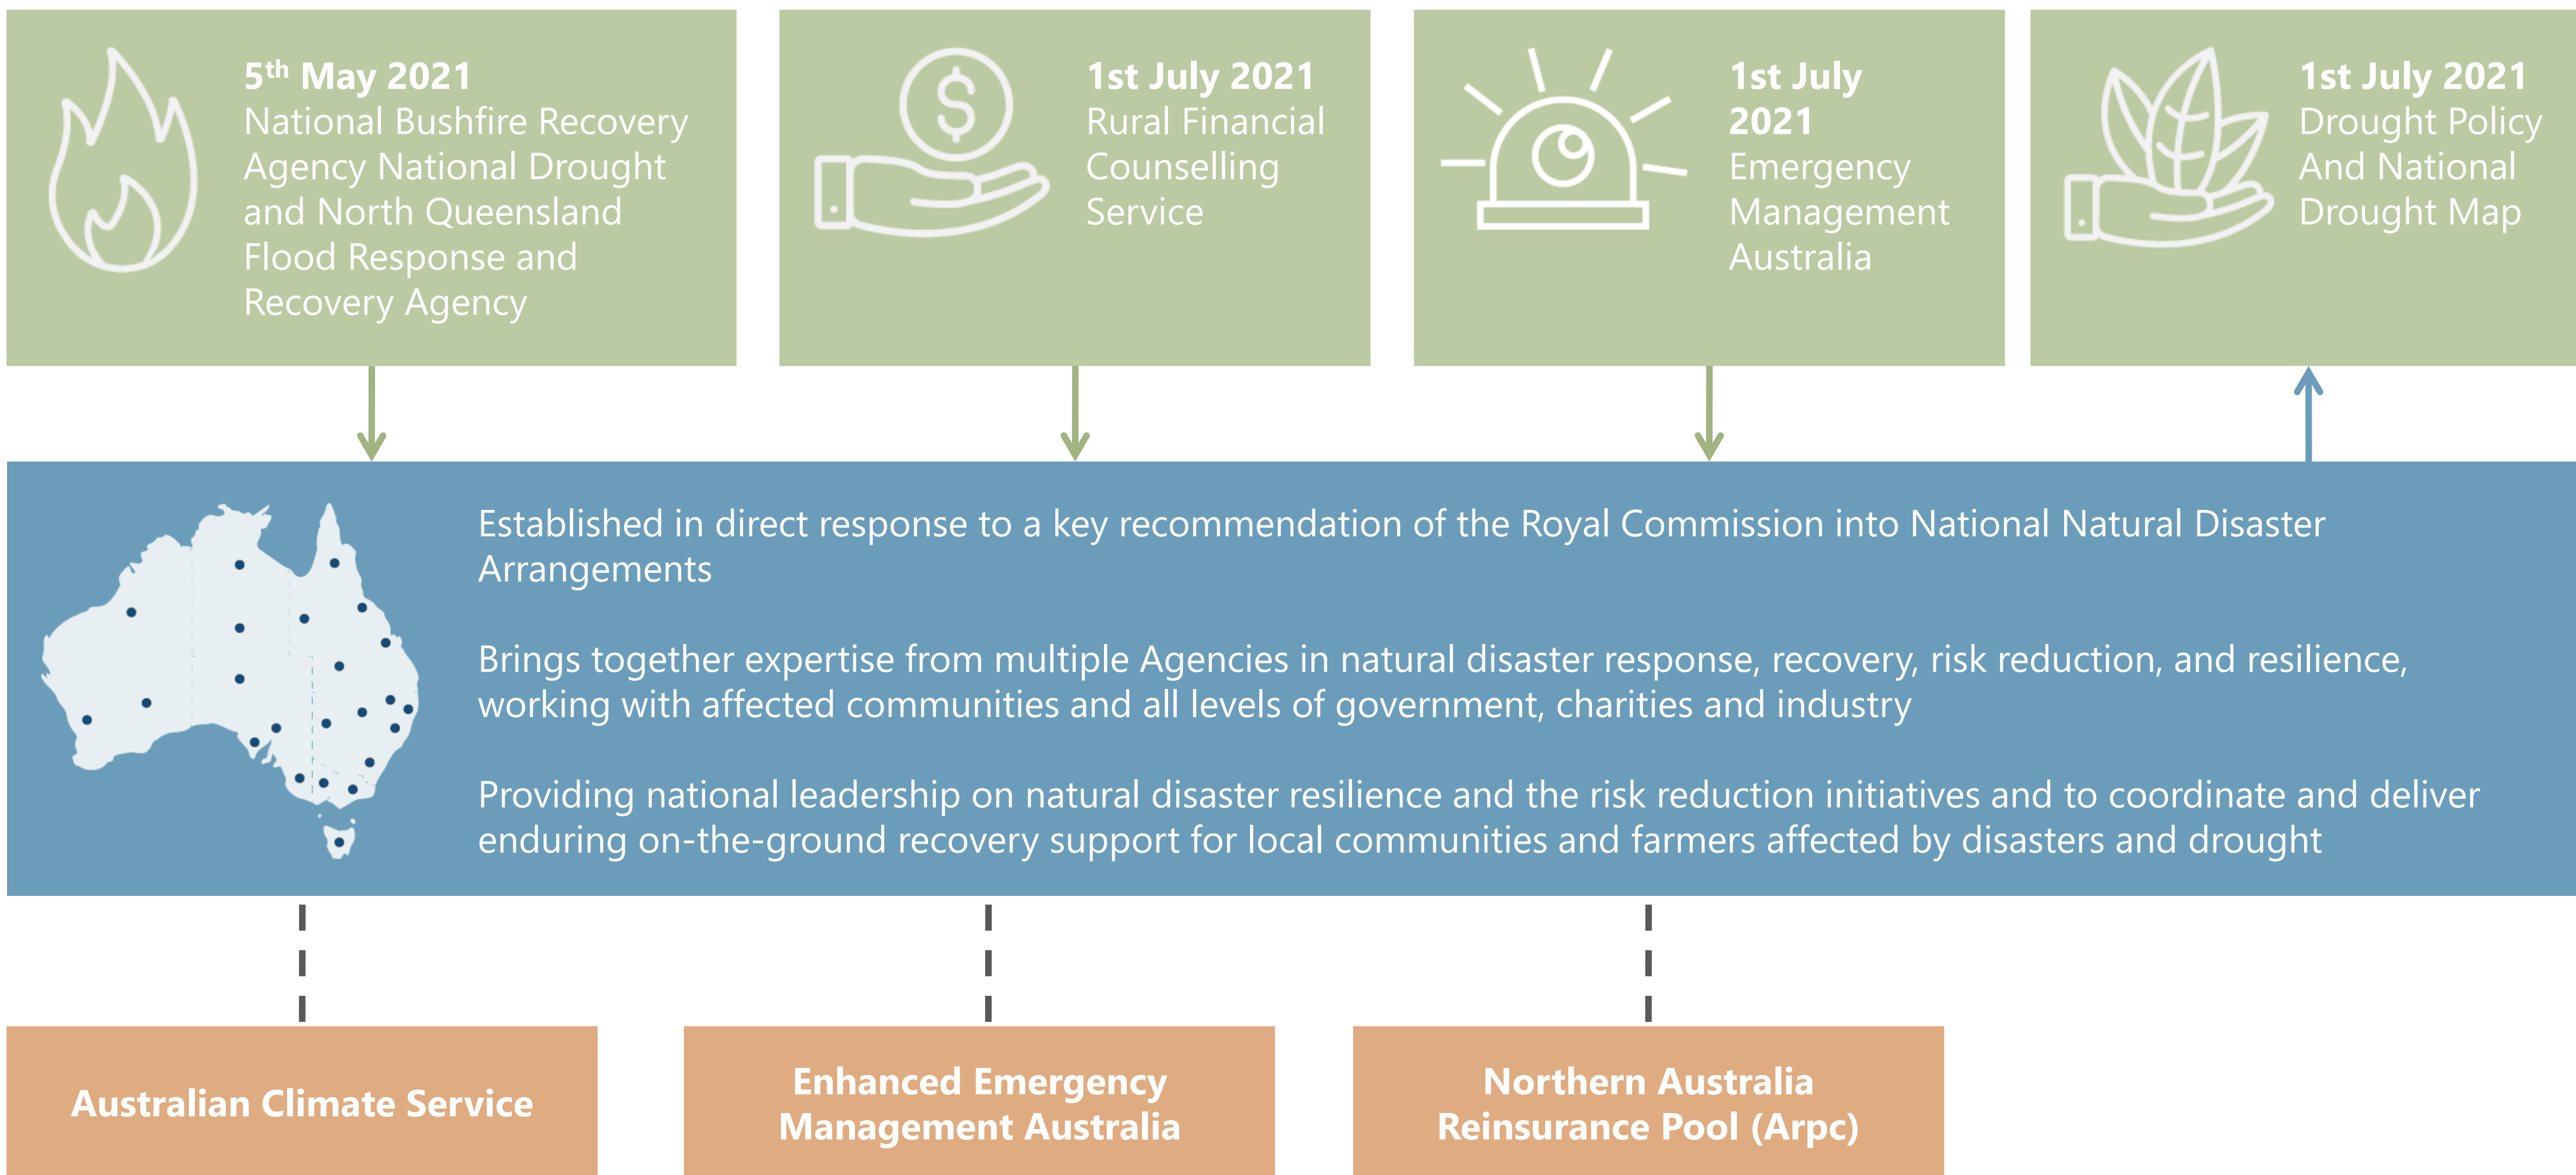 5th May 2021
National Bushfire Recovery
Agency National Drought
and North Queensland
Flood Response and
Recovery Agency
1st July 2021
Rural Financial
Counselling
Service
1st July
2021
Emergency
Management
Australia
1st July 2021
Drought Policy
And National
Drought Map
Established in direct response to a key recommendation of the Royal Commission into National Natural Disaster
Arrangements
Brings together expertise from multiple Agencies in natural disaster response, recovery, risk reduction, and resilience,
working with affected communities and all levels of government, charities and industry
Providing national leadership on natural disaster resilience and the risk reduction initiatives and to coordinate and deliver
enduring on-the-ground recovery support for local communities and farmers affected by disasters and drought
Australian Climate Service
Enhanced Emergency
Management Australia
Northern Australia
Reinsurance Pool (Arpc)